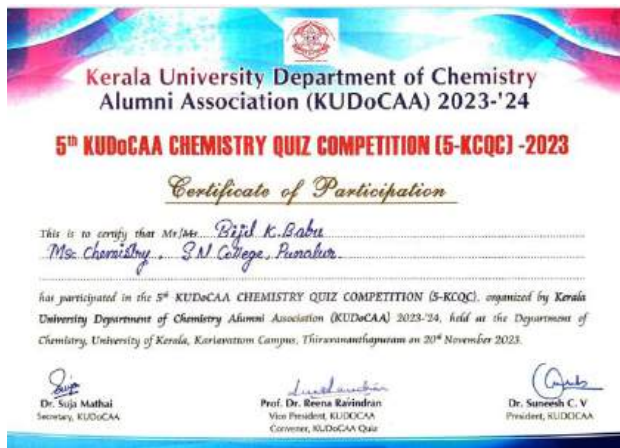 Kerala University Department of Chemistry
Alumni Association (KUDoCAA) 2023-'24
5th KUDoCAA CHEMISTRY QUIZ COMPETITION (5-KCQC) -2023
Certificate of Participation
This is to certify that Mr/Ms. Bijil K. Babu
Msc Chemistry, S N College, Punalur.
has participated in the 5th KUDoCAA CHEMISTRY QUIZ COMPETITION (5-KCQC), organized by Kerala
University Department of Chemistry Alumni Association (KUDoCAA) 2023-'24, held at the Department of
Chemistry, University of Kerala, Kariavattom Campus, Thiruvananthapuram on 20th November 2023.
Dr. Suja Mathai
Secretary, KUDoCAA
Prof. Dr. Reena Ravindran
Vice President, KUDOCAA
Convener, KUDoCAA Quiz
Dr. Suneesh C. V
President, KUDOCAA